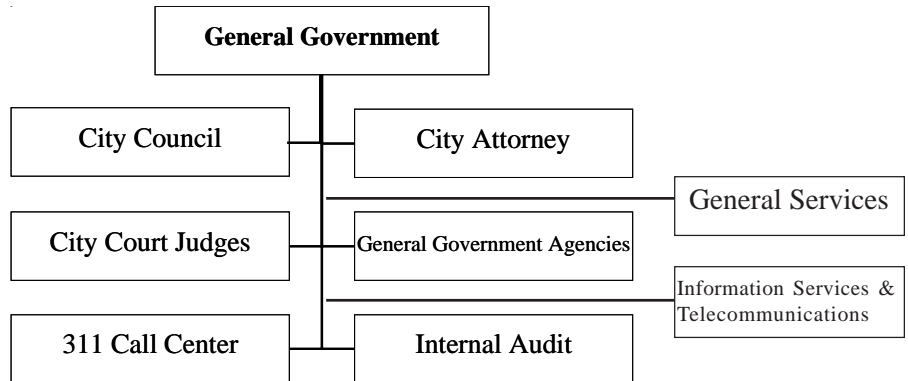 General Government
City Council
City Attorney
General Services
City Court Judges
General Government Agencies
Information Services &
Telecommunications
311 Call Center
Internal Audit